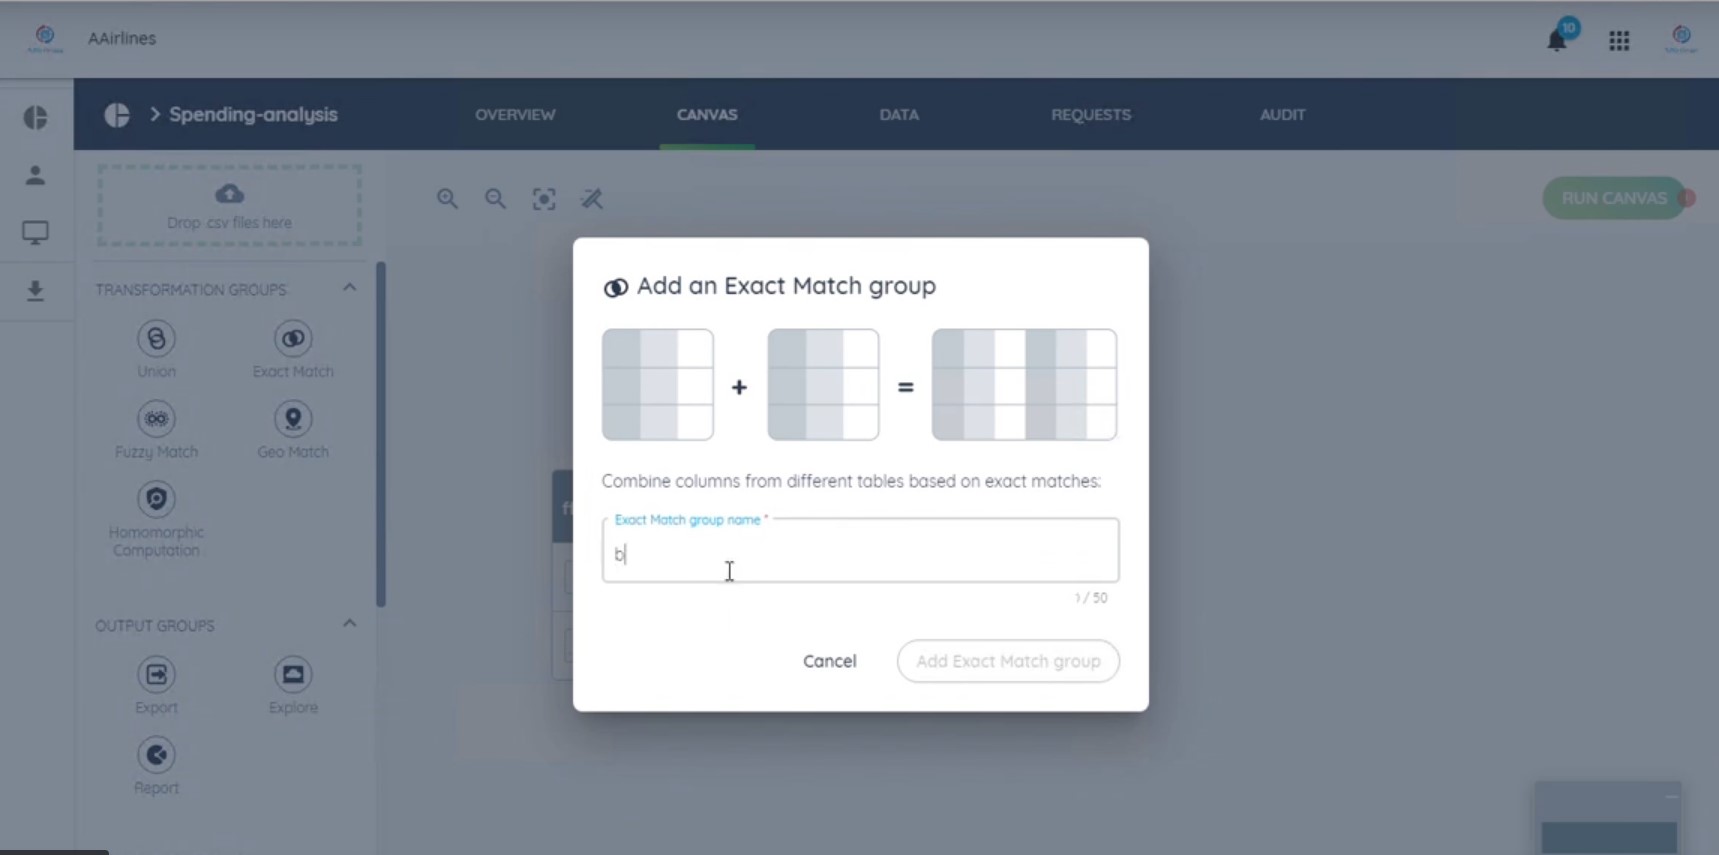 AAirlines
10
Spending-analysis
OVERVIEW
CANVAS
DATA
REQUESTS
AUDIT
Drop .csv files here
RUN CANVAS
TRANSFORMATION GROUPS
Union
Exact Match
Fuzzy Match
Geo Match
Homomorphic
Computation
OUTPUT GROUPS
Export
Explore
Report
Add an Exact Match group
+
=
Combine columns from different tables based on exact matches:
Exact Match group name *
b
/ 50
Cancel
Add Exact Match group